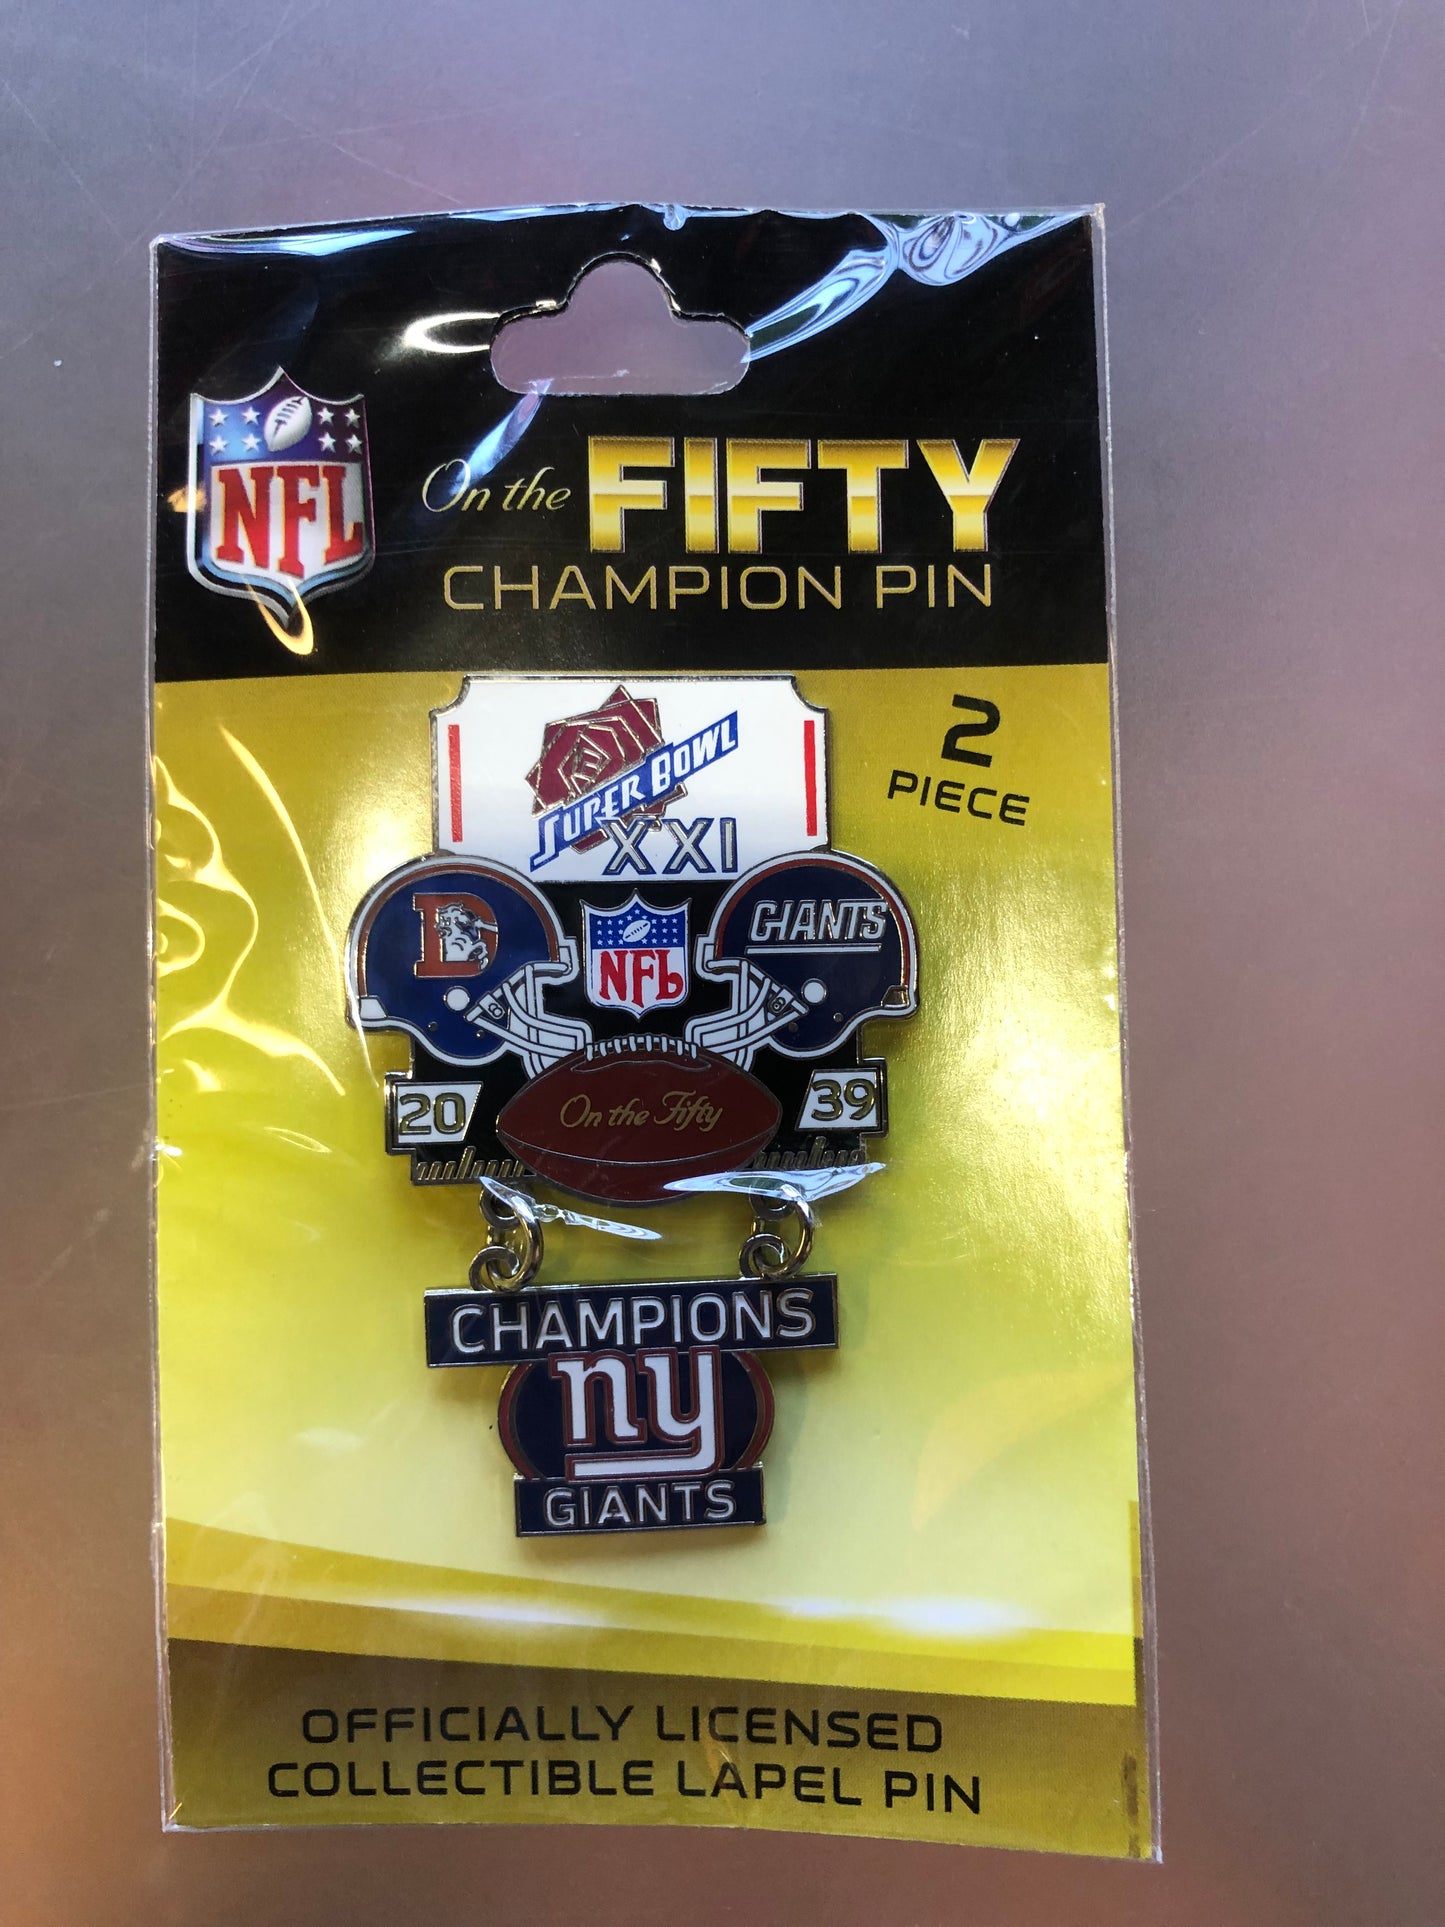 NFL
On the FIFTY
CHAMPION PIN
2
PIECE
SUPER BOWL
XXI
D
GIANTS
NFL
20
On the Fifty
39
CHAMPIONS
ny
GIANTS
OFFICIALLY LICENSED
COLLECTIBLE LAPEL PIN